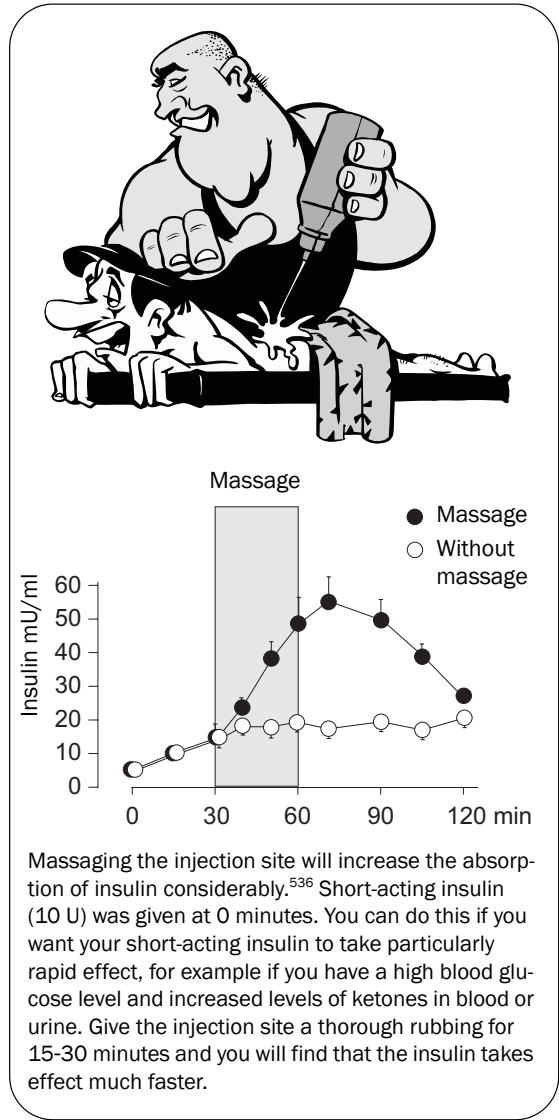 Massage
Massage
Without
massage
Insulin mU/ml
60
50
40
30
20
10
0
0 30 60 90 120 min
Massaging the injection site will increase the absorp-
tion of insulin considerably.536 Short-acting insulin
(10 U) was given at 0 minutes. You can do this if you
want your short-acting insulin to take particularly
rapid effect, for example if you have a high blood glu-
cose level and increased levels of ketones in blood or
urine. Give the injection site a thorough rubbing for
15-30 minutes and you will find that the insulin takes
effect much faster.